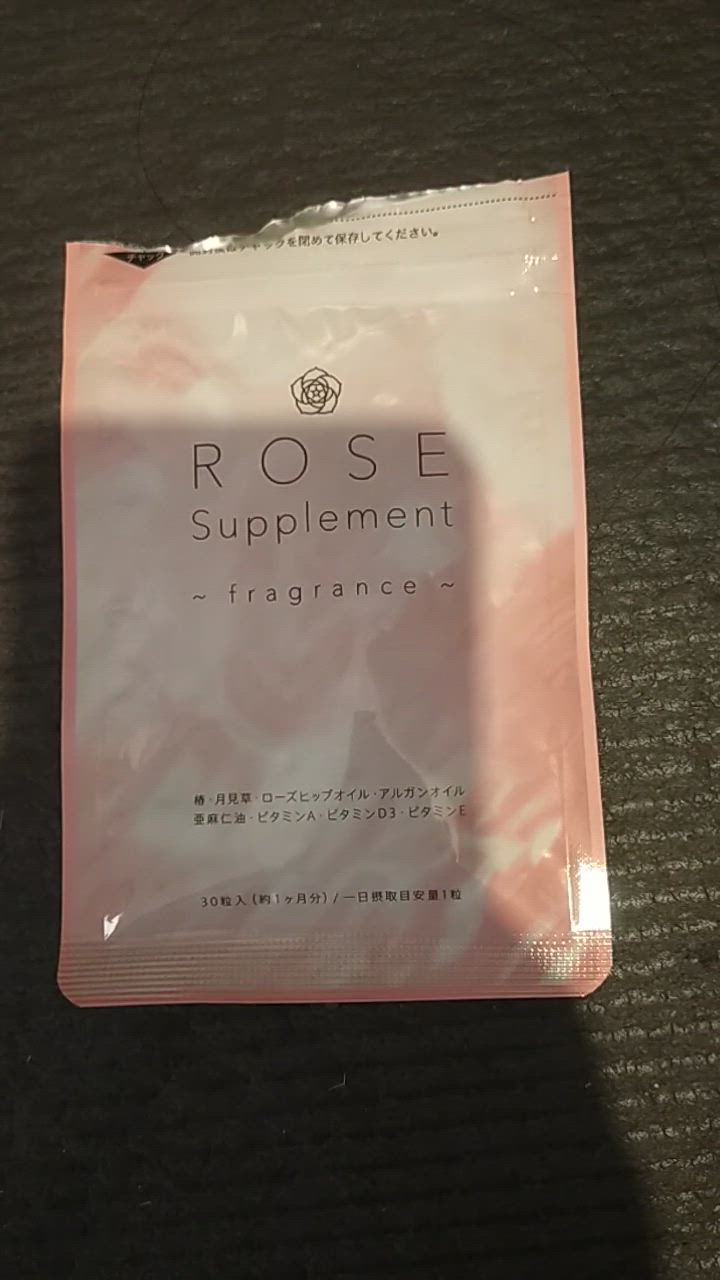 チャック
チャックを閉めて保存してください。
ROSE
Supplement
~ fragrance ~
椿・月見草・ローズヒップオイル・アルガンオイル
亜麻仁油・ビタミンA・ビタミンD3・ビタミンE
30粒入(約1ヶ月分)/一日摂取目安量1粒